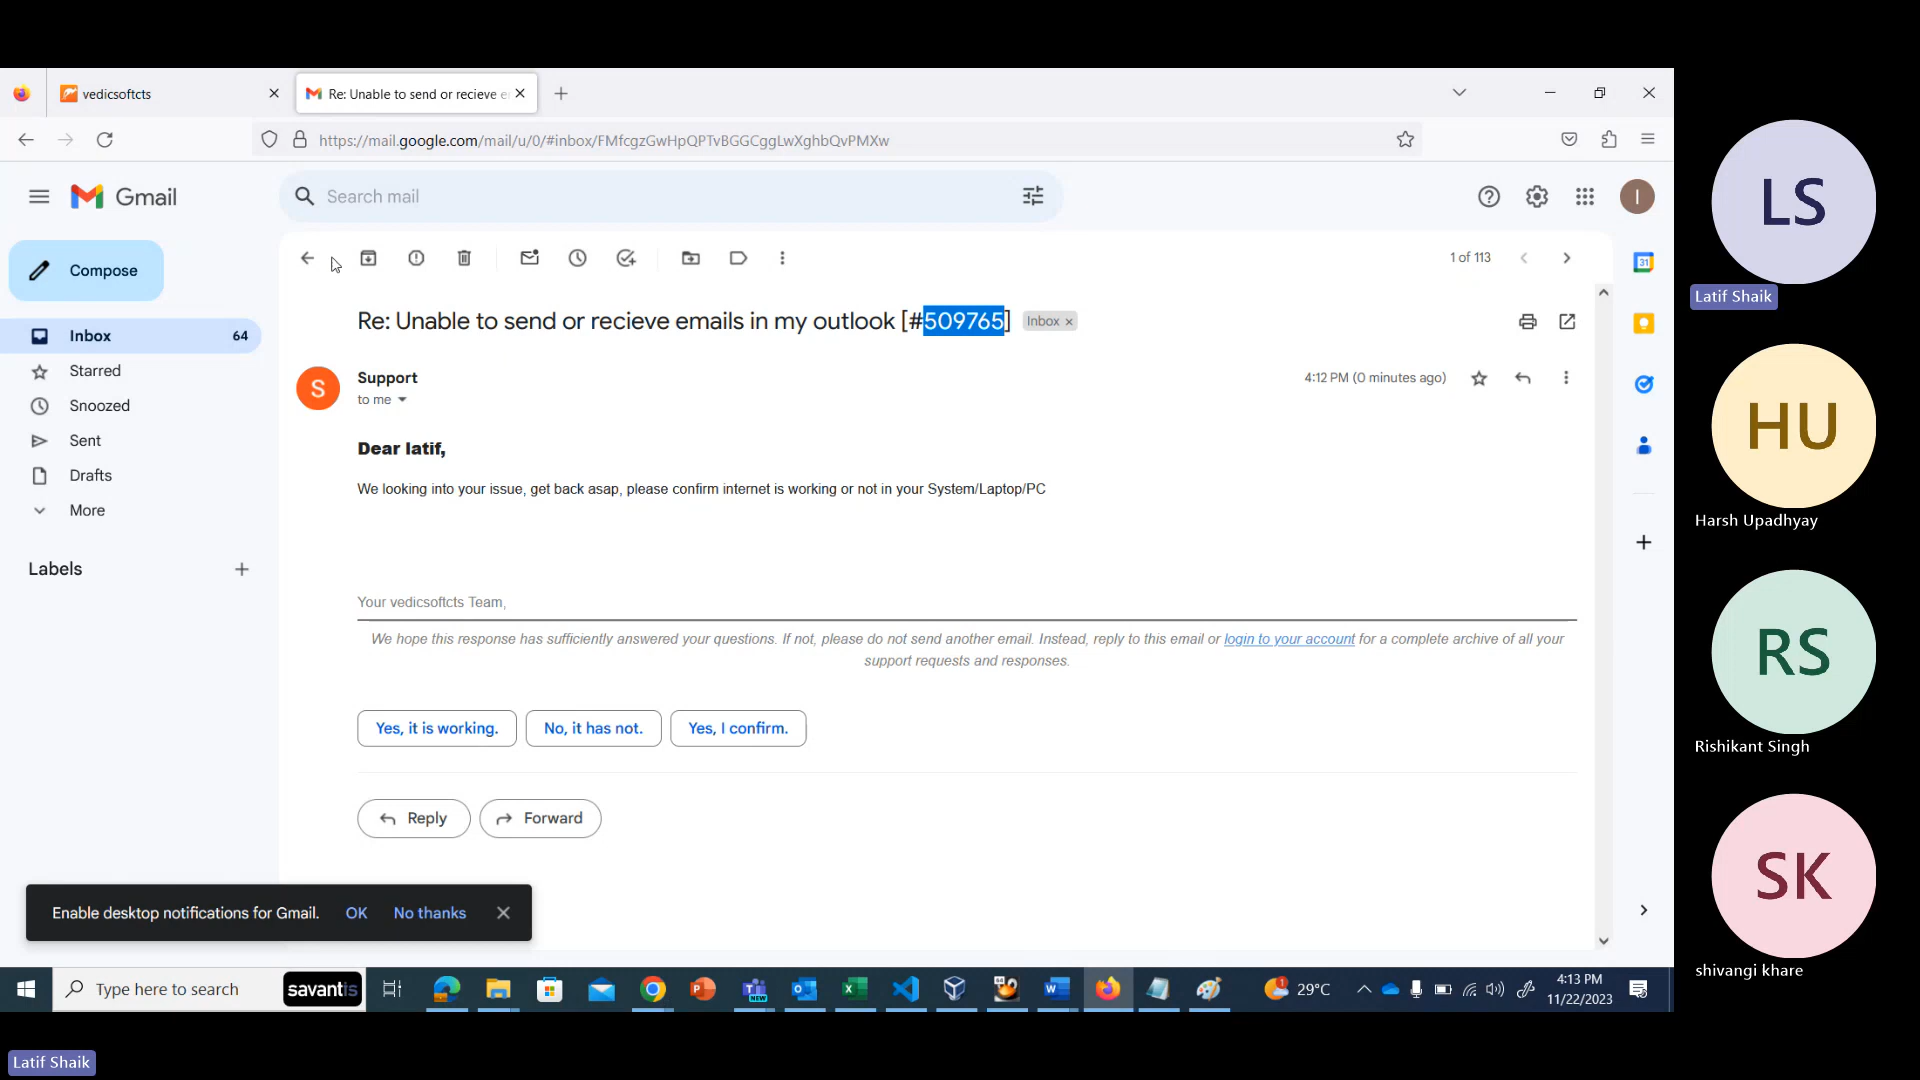 vedicsoftcts
Re: Unable to send or recieve e
https://mail.google.com/mail/u/0/#inbox/FMfcgzGwHpQPTvBGGCggLwXghbQvPMXw
Gmail
Search mail
I
Compose
1 of 113
31
Inbox 64
Starred
Snoozed
Sent
Drafts
More
Labels
Re: Unable to send or recieve emails in my outlook [#509765]
Inbox ×
S
Support
4:12 PM (0 minutes ago)
to me
Dear latif,
We looking into your issue, get back asap, please confirm internet is working or not in your System/Laptop/PC
Your vedicsoftcts Team,
We hope this response has sufficiently answered your questions. If not, please do not send another email. Instead, reply to this email or login to your account for a complete archive of all your
support requests and responses.
Yes, it is working.
No, it has not.
Yes, I confirm.
Reply
Forward
Enable desktop notifications for Gmail. OK No thanks
Type here to search
savantis
NEW
1
29°C
4:13 PM
11/22/2023
LS
Latif Shaik
HU
Harsh Upadhyay
RS
Rishikant Singh
SK
shivangi khare
Latif Shaik